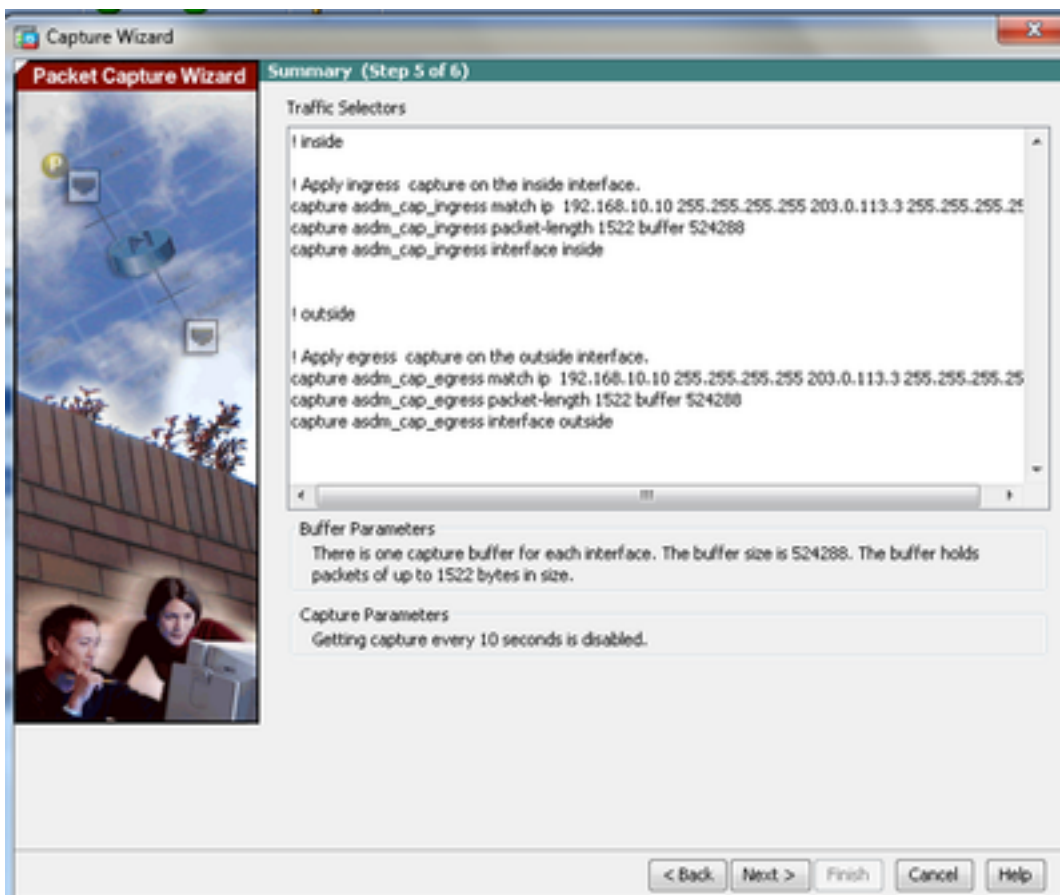 Capture Wizard
Packet Capture Wizard
Summary (Step 5 of 6)
Traffic Selectors
! inside
! Apply ingress capture on the inside interface.
capture asdm_cap_ingress match ip 192.168.10.10 255.255.255.255 203.0.113.3 255.255.255.25
capture asdm_cap_ingress packet-length 1522 buffer 524288
capture asdm_cap_ingress interface inside
! outside
! Apply egress capture on the outside interface.
capture asdm_cap_egress match ip 192.168.10.10 255.255.255.255 203.0.113.3 255.255.255.25
capture asdm_cap_egress packet-length 1522 buffer 524288
capture asdm_cap_egress interface outside
Buffer Parameters
There is one capture buffer for each interface. The buffer size is 524288. The buffer holds
packets of up to 1522 bytes in size.
Capture Parameters
Getting capture every 10 seconds is disabled.
< Back Next > Finish Cancel Help